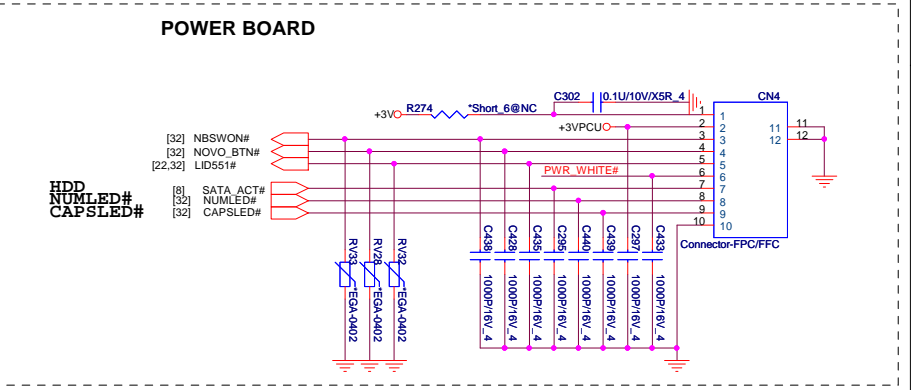 POWER BOARD
C302 0.1U/10V/X5R_4 CN4
+3V R274 *Short_6@NC 1 1
+3VPCU 2 2 11 11
[32] NBSWON# 3 3 12 12
[32] NOVO_BTN# 4 4
[22,32] LID551# 5 5
PWR_WHITE# 6 6
HDD [8] SATA_ACT# 7 7
NUMLED# [32] NUMLED# 8 8
CAPSLED# [32] CAPSLED# 9 9
10 10
Connector-FPC/FFC
RV33 *EGA-0402
RV28 *EGA-0402
RV32 *EGA-0402
C438 1000P/16V_4
C428 1000P/16V_4
C435 1000P/16V_4
C295 1000P/16V_4
C440 1000P/16V_4
C439 1000P/16V_4
C297 1000P/16V_4
C433 1000P/16V_4